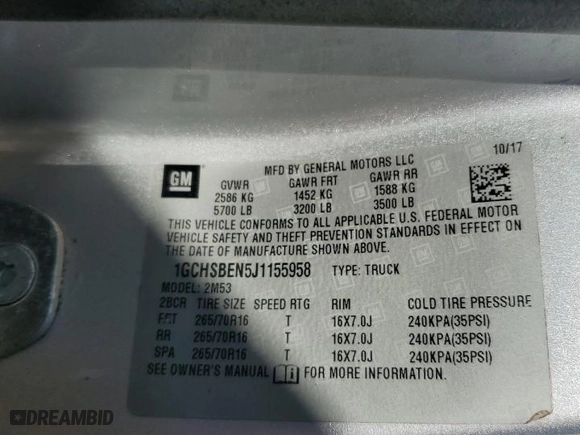 10/17
MFD BY GENERAL MOTORS LLC
GM
GVWR GAWR FRT GAWR RR
2586 KG 1452 KG 1588 KG
5700 LB 3200 LB 3500 LB
THIS VEHICLE CONFORMS TO ALL APPLICABLE U.S. FEDERAL MOTOR
VEHICLE SAFETY AND THEFT PREVENTION STANDARDS IN EFFECT ON
THE DATE OF MANUFACTURE SHOWN ABOVE.
1GCHSBEN5J1155958 TYPE: TRUCK
MODEL: 2M53
2BCR TIRE SIZE SPEED RTG RIM COLD TIRE PRESSURE
FRT 265/70R16 T 16X7.0J 240KPA(35PSI)
RR 265/70R16 T 16X7.0J 240KPA(35PSI)
SPA 265/70R16 T 16X7.0J 240KPA(35PSI)
SEE OWNER'S MANUAL FOR MORE INFORMATION.
DREAMBID